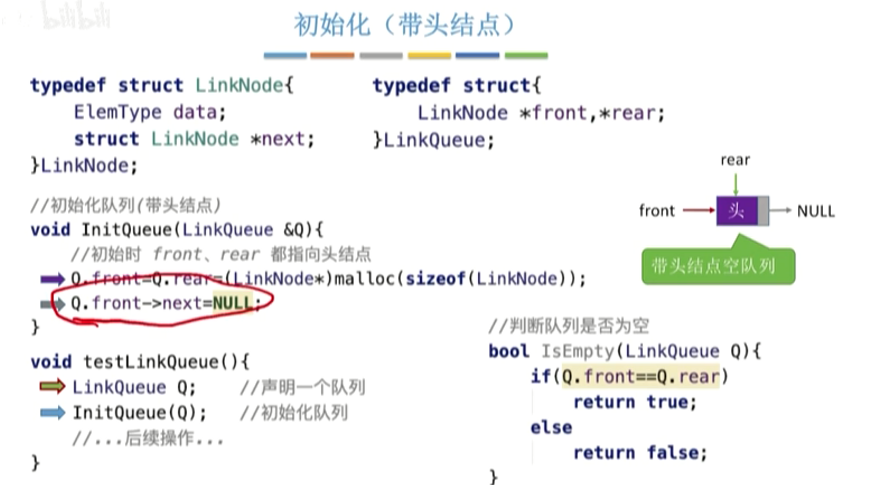 bilibili
初始化（带头结点）
typedef struct LinkNode{
ElemType data;
struct LinkNode *next;
}LinkNode;
typedef struct{
LinkNode *front,*rear;
}LinkQueue;
//初始化队列(带头结点)
void InitQueue(LinkQueue &Q){
//初始时 front、rear 都指向头结点
Q.front=Q.rear=(LinkNode*)malloc(sizeof(LinkNode));
Q.front->next=NULL;
}
void testLinkQueue(){
LinkQueue Q; //声明一个队列
InitQueue(Q); //初始化队列
//...后续操作...
}
rear
front 头 NULL
带头结点空队列
//判断队列是否为空
bool IsEmpty(LinkQueue Q){
if(Q.front==Q.rear)
return true;
else
return false;
}